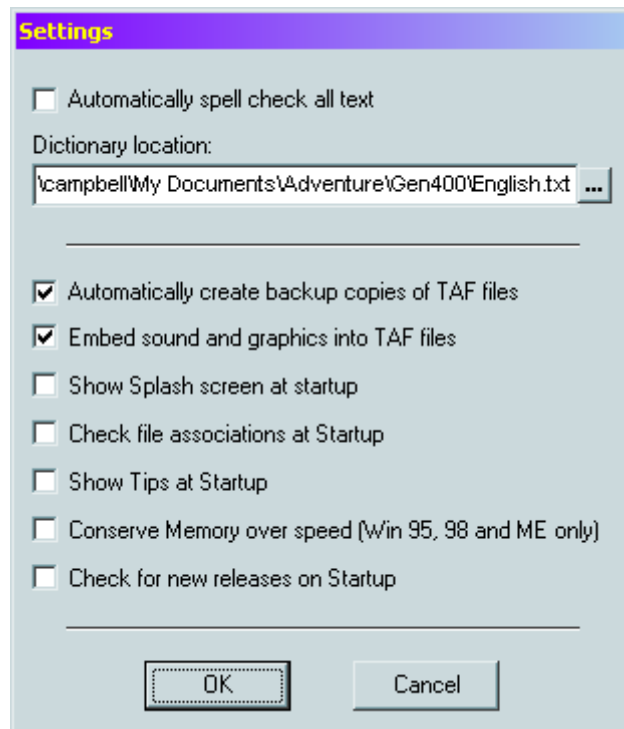 Settings
Automatically spell check all text
Dictionary location:
\campbell\My Documents\Adventure\Gen400\English.txt ...
Automatically create backup copies of TAF files
Embed sound and graphics into TAF files
Show Splash screen at startup
Check file associations at Startup
Show Tips at Startup
Conserve Memory over speed (Win 95, 98 and ME only)
Check for new releases on Startup
OK Cancel